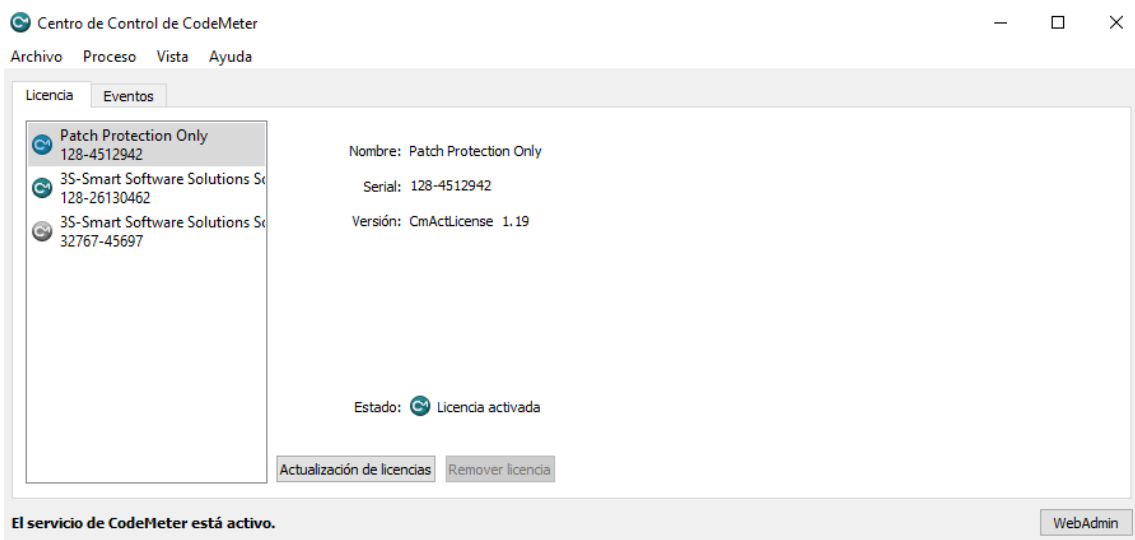 Centro de Control de CodeMeter
Archivo Proceso Vista Ayuda
Licencia Eventos
Patch Protection Only
128-4512942
3S-Smart Software Solutions
128-26130462
3S-Smart Software Solutions
32767-45697
Nombre: Patch Protection Only
Serial: 128-4512942
Versión: CmActLicense 1.19
Estado: Licencia activada
Actualización de licencias Remover licencia
El servicio de CodeMeter está activo.
WebAdmin